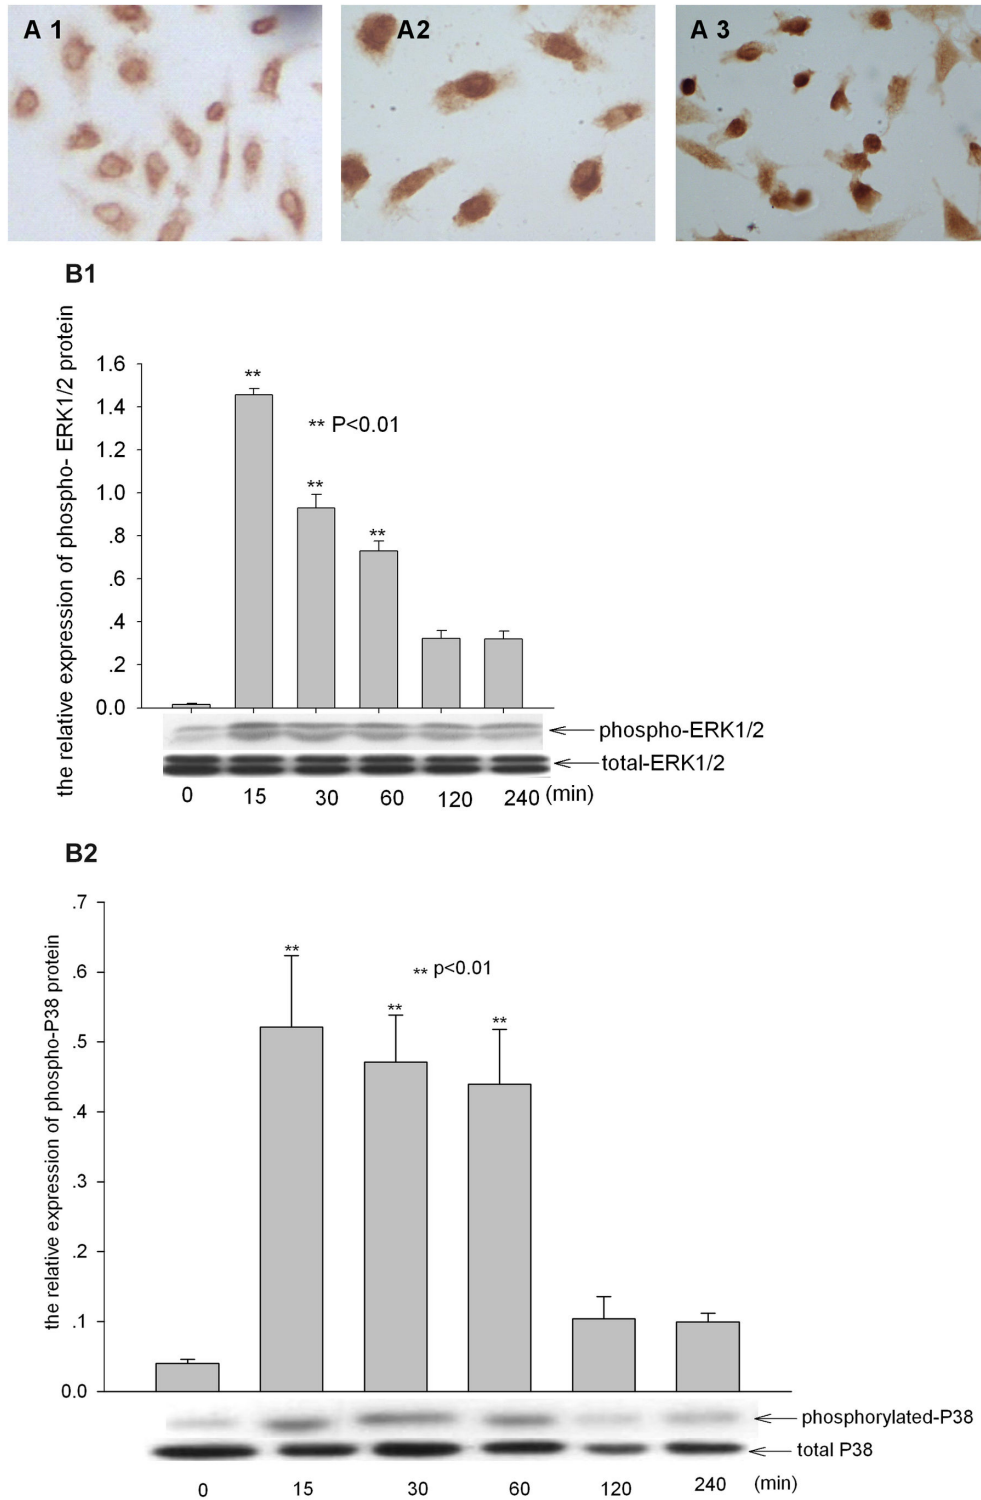 A 1
A2
A 3
B1
the relative expression of phospho- ERK1/2 protein
1.6
**
1.4
** P<0.01
1.2
1.0
**
.8
**
.6
.4
.2
0.0
phospho-ERK1/2
total-ERK1/2
0 15 30 60 120 240 (min)
B2
the relative expression of phospho-P38 protein
.7
**
.6
** p<0.01
**
**
.5
.4
.3
.2
.1
0.0
phosphorylated-P38
total P38
0 15 30 60 120 240 (min)